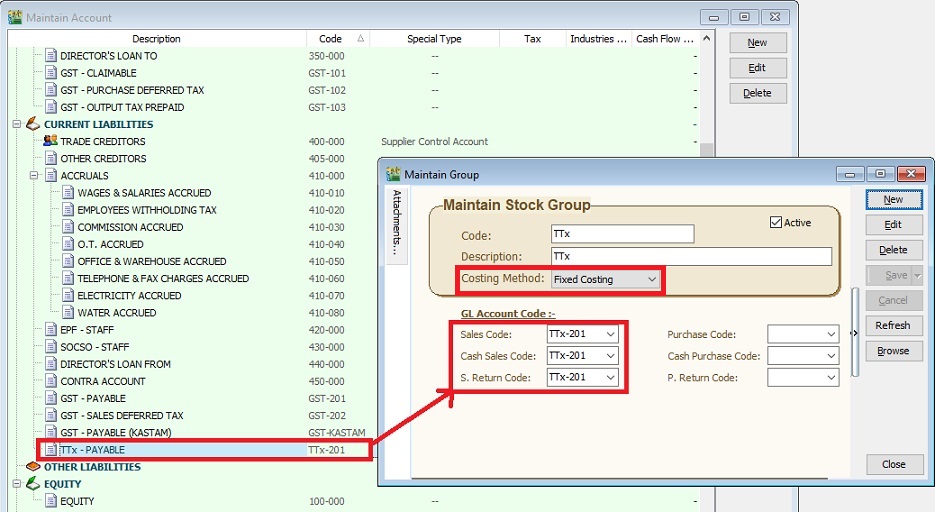 Maintain Account
Description Code Special Type Tax Industries ... Cash Flow ...
DIRECTOR'S LOAN TO 350-000 --
GST - CLAIMABLE GST-101 --
GST - PURCHASE DEFERRED TAX GST-102 --
GST - OUTPUT TAX PREPAID GST-103 --
CURRENT LIABILITIES
TRADE CREDITORS 400-000 Supplier Control Account
OTHER CREDITORS 405-000
ACCRUALS 410-000
WAGES & SALARIES ACCRUED 410-010
EMPLOYEES WITHHOLDING TAX 410-020
COMMISSION ACCRUED 410-030
O.T. ACCRUED 410-040
OFFICE & WAREHOUSE ACCRUED 410-050
TELEPHONE & FAX CHARGES ACCRUED 410-060
ELECTRICITY ACCRUED 410-070
WATER ACCRUED 410-080
EPF - STAFF 420-000
SOCSO - STAFF 430-000
DIRECTOR'S LOAN FROM 440-000
CONTRA ACCOUNT 450-000
GST - PAYABLE GST-201
GST - SALES DEFERRED TAX GST-202
GST - PAYABLE (KASTAM) GST-KASTAM
TTx - PAYABLE TTx-201
OTHER LIABILITIES
EQUITY
EQUITY 100-000 --
New
Edit
Delete
Maintain Group
Attachments...
Maintain Stock Group
Active
Code: TTx
Description: TTx
Costing Method: Fixed Costing
GL Account Code :-
Sales Code: TTx-201 Purchase Code:
Cash Sales Code: TTx-201 Cash Purchase Code:
S. Return Code: TTx-201 P. Return Code:
New
Edit
Delete
Save
Cancel
Refresh
Browse
Close